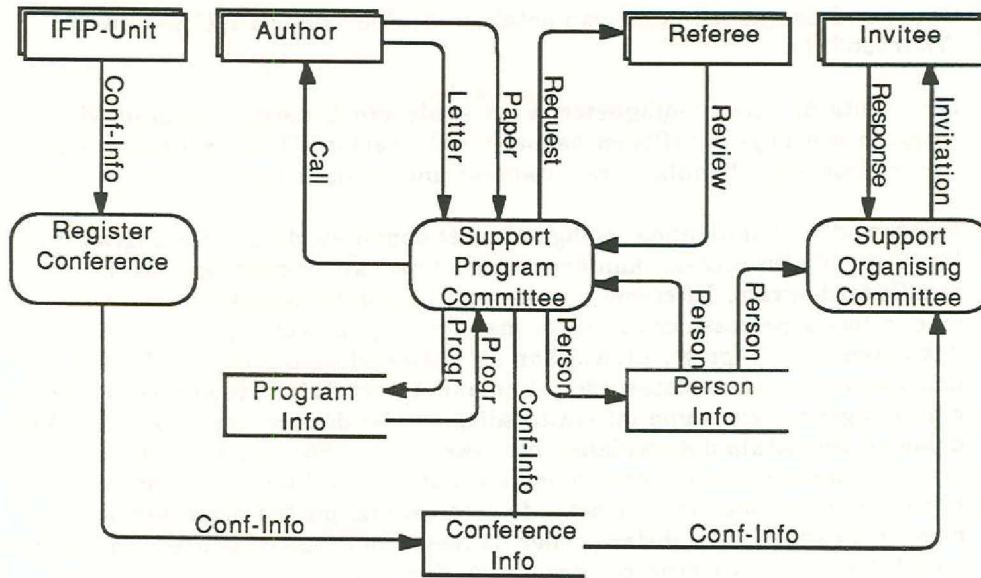 IFIP-Unit
Author
Referee
Invitee
Conf-Info
Call
Letter
Paper
Request
Review
Response
Invitation
Register
Conference
Support
Program
Committee
Support
Organising
Committee
Progr
Progr
Person
Person
Person
Program
Info
Conf-Info
Person
Info
Conf-Info
Conference
Info
Conf-Info